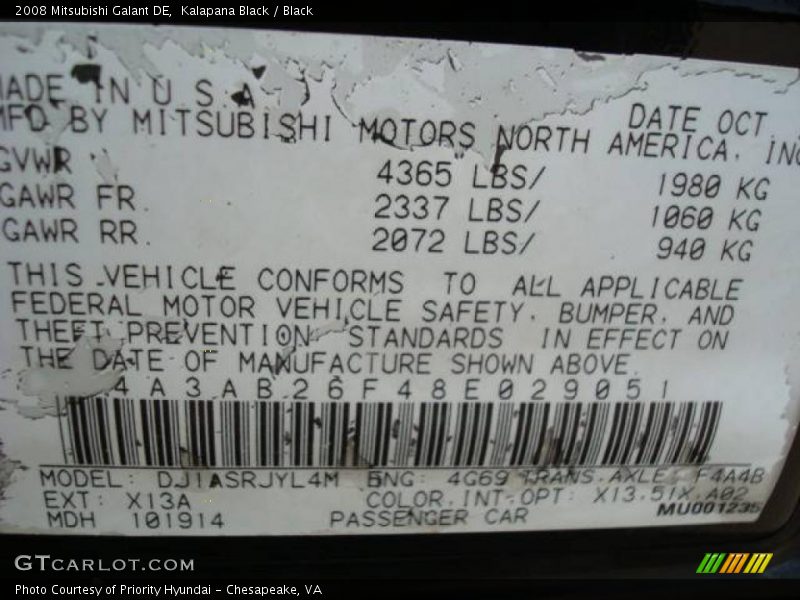 2008 Mitsubishi Galant DE,  Kalapana Black / Black
MADE IN U.S.A. DATE OCT
MFD BY MITSUBISHI MOTORS NORTH AMERICA, INC
GVWR 4365 LBS/ 1980 KG
GAWR FR. 2337 LBS/ 1060 KG
GAWR RR. 2072 LBS/ 940 KG
THIS VEHICLE CONFORMS TO ALL APPLICABLE
FEDERAL MOTOR VEHICLE SAFETY, BUMPER, AND
THEFT PREVENTION STANDARDS IN EFFECT ON
THE DATE OF MANUFACTURE SHOWN ABOVE.
4A3AB26F48E029051
MODEL: DJ1ASRJYL4M ENG: 4G69 TRANS.AXLE: F4A4B
EXT: X13A COLOR.INT.OPT: X13.51X.A02
MDH 101914 PASSENGER CAR MU001235
GTCARLOT.COM
Photo Courtesy of Priority Hyundai - Chesapeake, VA